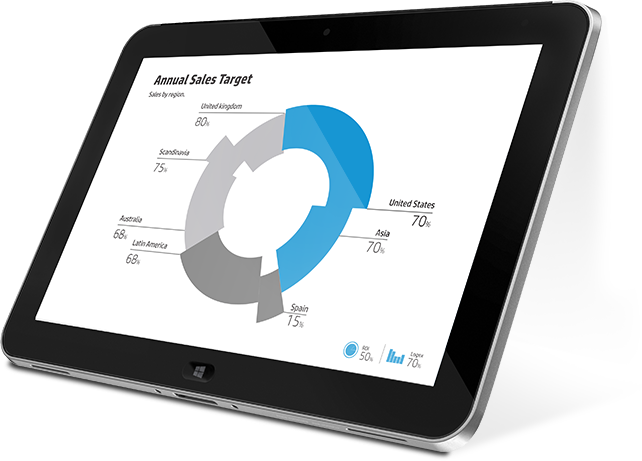 Annual Sales Target
Sales by region.
United kingdom
80%
Scandinavia
75%
Australia
68%
Latin America
68%
United States
70%
Asia
70%
Spain
15%
ROI
50%
70%